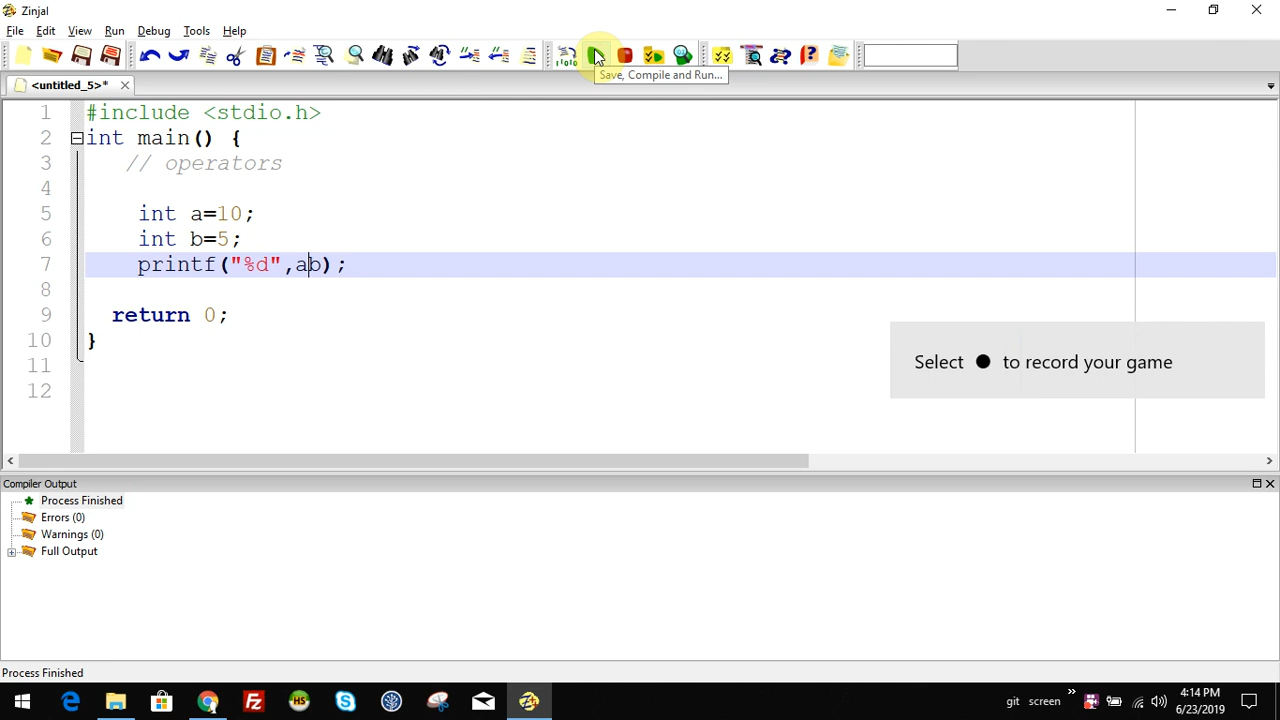 Zinjal
File Edit View Run Debug Tools Help
Save, Compile and Run...
<untitled_5>*
1 #include <stdio.h>
2 int main() {
3 // operators
4
5 int a=10;
6 int b=5;
7 printf("%d",ab);
8
9 return 0;
10 }
11
12
Select ● to record your game
Compiler Output
Process Finished
Errors (0)
Warnings (0)
Full Output
Process Finished
git screen » 4:14 PM
6/23/2019